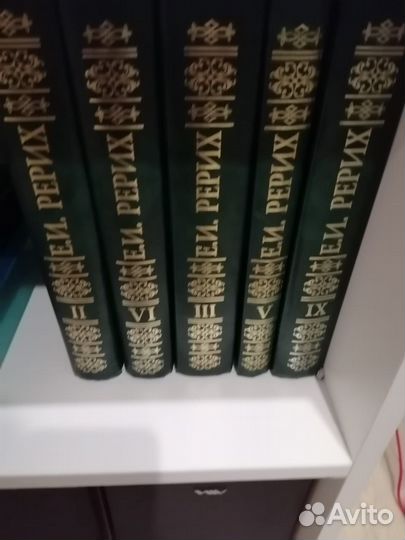 Е.И. РЕРИХ
II
Е.И. РЕРИХ
VI
Е.И. РЕРИХ
III
Е.И. РЕРИХ
V
Е.И. РЕРИХ
IX
Avito